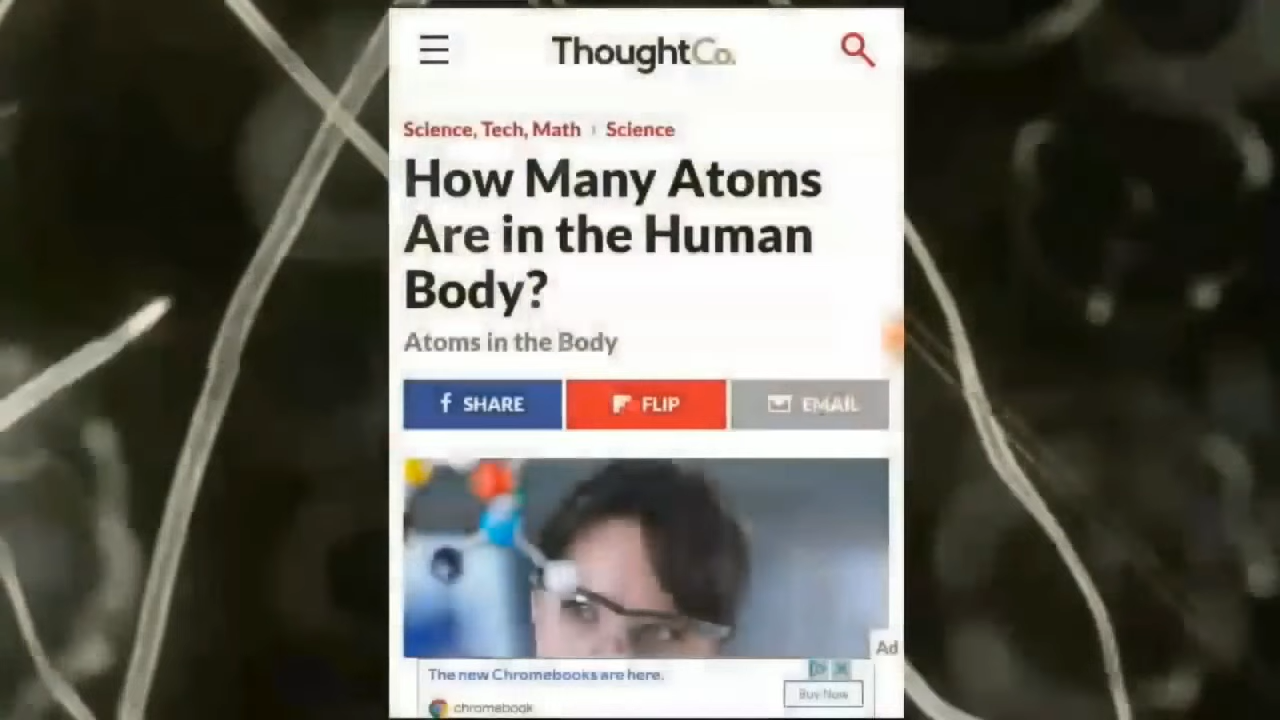 ThoughtCo.
Science, Tech, Math › Science
How Many Atoms
Are in the Human
Body?
Atoms in the Body
f SHARE FLIP EMAIL
Ad
The new Chromebooks are here.
Buy Now
chromebook